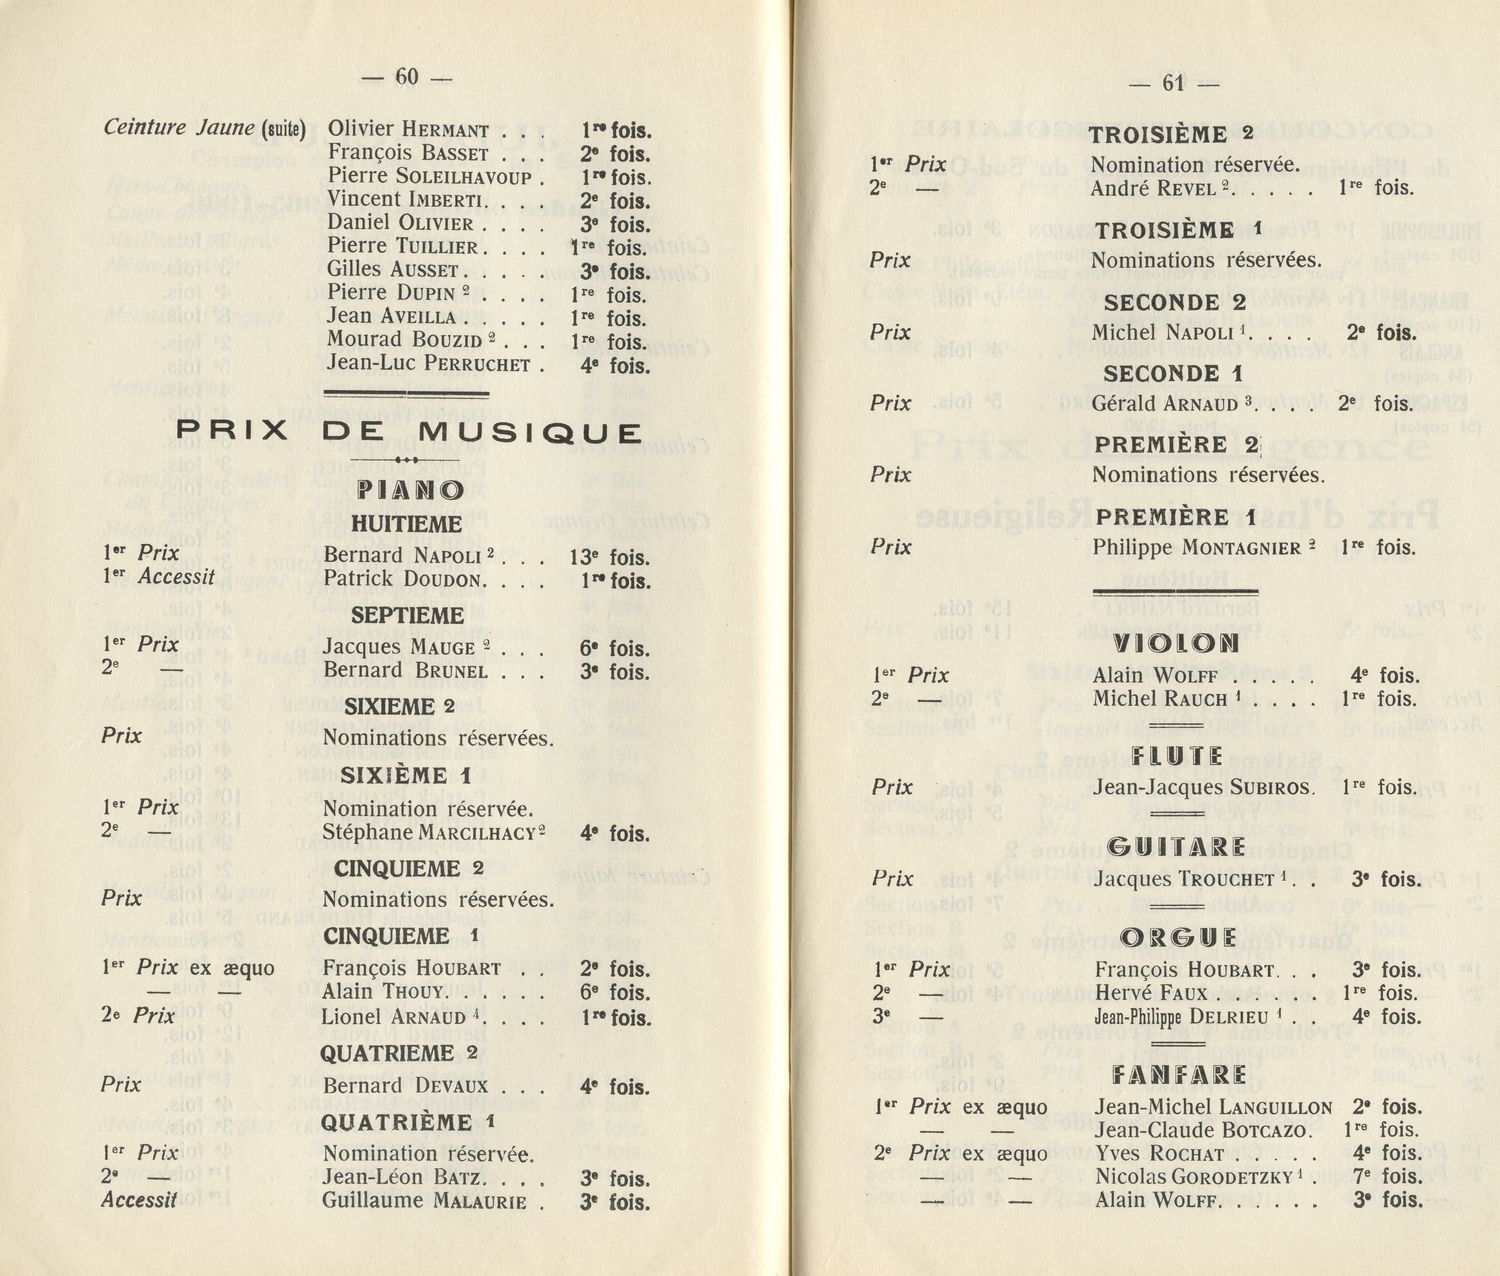 — 60 —
Ceinture Jaune (suite) Olivier HERMANT . . . 1re fois.
François BASSET . . . 2e fois.
Pierre SOLEILHAVOUP . 1re fois.
Vincent IMBERTI. . . . 2e fois.
Daniel OLIVIER . . . . 3e fois.
Pierre TUILLIER. . . . 1re fois.
Gilles AUSSET. . . . . 3e fois.
Pierre DUPIN 2 . . . . 1re fois.
Jean AVEILLA . . . . . 1re fois.
Mourad BOUZID 2 . . . 1re fois.
Jean-Luc PERRUCHET . 4e fois.
PRIX DE MUSIQUE
PIANO
HUITIEME
1er Prix Bernard NAPOLI 2 . . . 13e fois.
1er Accessit Patrick DOUDON. . . . 1re fois.
SEPTIEME
1er Prix Jacques MAUGE 2 . . . 6e fois.
2e — Bernard BRUNEL . . . 3e fois.
SIXIEME 2
Prix Nominations réservées.
SIXIÈME 1
1er Prix Nomination réservée.
2e — Stéphane MARCILHACY 2 4e fois.
CINQUIEME 2
Prix Nominations réservées.
CINQUIEME 1
1er Prix ex æquo François HOUBART . . 2e fois.
— — Alain THOUY. . . . . . 6e fois.
2e Prix Lionel ARNAUD 4. . . . 1re fois.
QUATRIEME 2
Prix Bernard DEVAUX . . . 4e fois.
QUATRIÈME 1
1er Prix Nomination réservée.
2e — Jean-Léon BATZ. . . . 3e fois.
Accessit Guillaume MALAURIE . 3e fois.
— 61 —
TROISIÈME 2
1er Prix Nomination réservée.
2e — André REVEL 2. . . . . 1re fois.
TROISIÈME 1
Prix Nominations réservées.
SECONDE 2
Prix Michel NAPOLI 1. . . . 2e fois.
SECONDE 1
Prix Gérald ARNAUD 3. . . . 2e fois.
PREMIÈRE 2
Prix Nominations réservées.
PREMIÈRE 1
Prix Philippe MONTAGNIER 2 1re fois.
VIOLON
1er Prix Alain WOLFF . . . . . 4e fois.
2e — Michel RAUCH 1 . . . . 1re fois.
FLUTE
Prix Jean-Jacques SUBIROS. 1re fois.
GUITARE
Prix Jacques TROUCHET 1. . 3e fois.
ORGUE
1er Prix François HOUBART. . . 3e fois.
2e — Hervé FAUX . . . . . . 1re fois.
3e — Jean-Philippe DELRIEU 1 . . 4e fois.
FANFARE
1er Prix ex æquo Jean-Michel LANGUILLON 2e fois.
— — Jean-Claude BOTCAZO. 1re fois.
2e Prix ex æquo Yves ROCHAT . . . . . 4e fois.
— — Nicolas GORODETZKY 1 . 7e fois.
— — Alain WOLFF. . . . . . 3e fois.